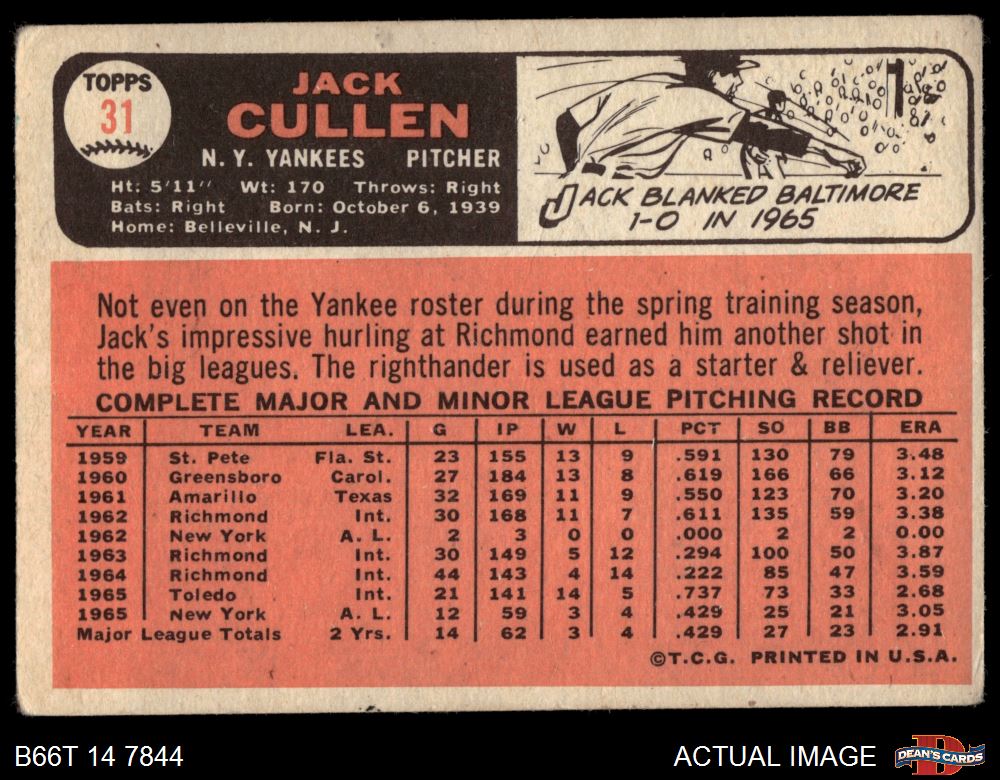 TOPPS
31
JACK
CULLEN
N. Y. YANKEES PITCHER
Ht: 5'11" Wt: 170 Throws: Right
Bats: Right Born: October 6, 1939
Home: Belleville, N. J.
JACK BLANKED BALTIMORE
1-0 IN 1965
Not even on the Yankee roster during the spring training season,
Jack's impressive hurling at Richmond earned him another shot in
the big leagues. The righthander is used as a starter & reliever.
COMPLETE MAJOR AND MINOR LEAGUE PITCHING RECORD
YEAR TEAM LEA. G IP W L PCT SO BB ERA
1959 St. Pete Fla. St. 23 155 13 9 .591 130 79 3.48
1960 Greensboro Carol. 27 184 13 8 .619 166 66 3.12
1961 Amarillo Texas 32 169 11 9 .550 123 70 3.20
1962 Richmond Int. 30 168 11 7 .611 135 59 3.38
1962 New York A. L. 2 3 0 0 .000 2 2 0.00
1963 Richmond Int. 30 149 5 12 .294 100 50 3.87
1964 Richmond Int. 44 143 4 14 .222 85 47 3.59
1965 Toledo Int. 21 141 14 5 .737 73 33 2.68
1965 New York A. L. 12 59 3 4 .429 25 21 3.05
Major League Totals 2 Yrs. 14 62 3 4 .429 27 23 2.91
©T.C.G. PRINTED IN U.S.A.
B66T 14 7844 ACTUAL IMAGE DEAN'S CARDS